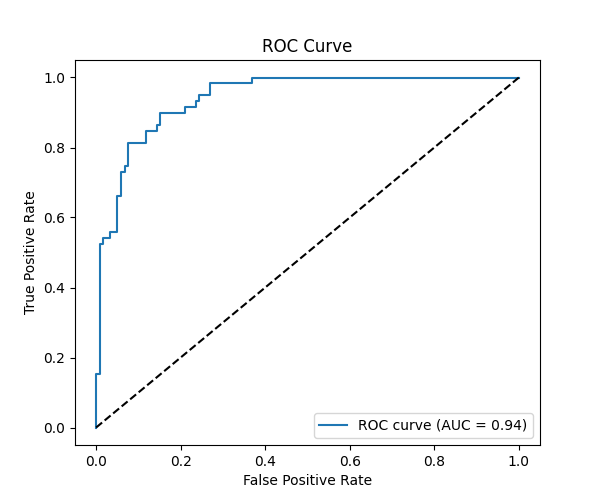 ROC Curve
1.0
0.8
0.6
0.4
0.2
0.0
True Positive Rate
ROC curve (AUC = 0.94)
0.0 0.2 0.4 0.6 0.8 1.0
False Positive Rate